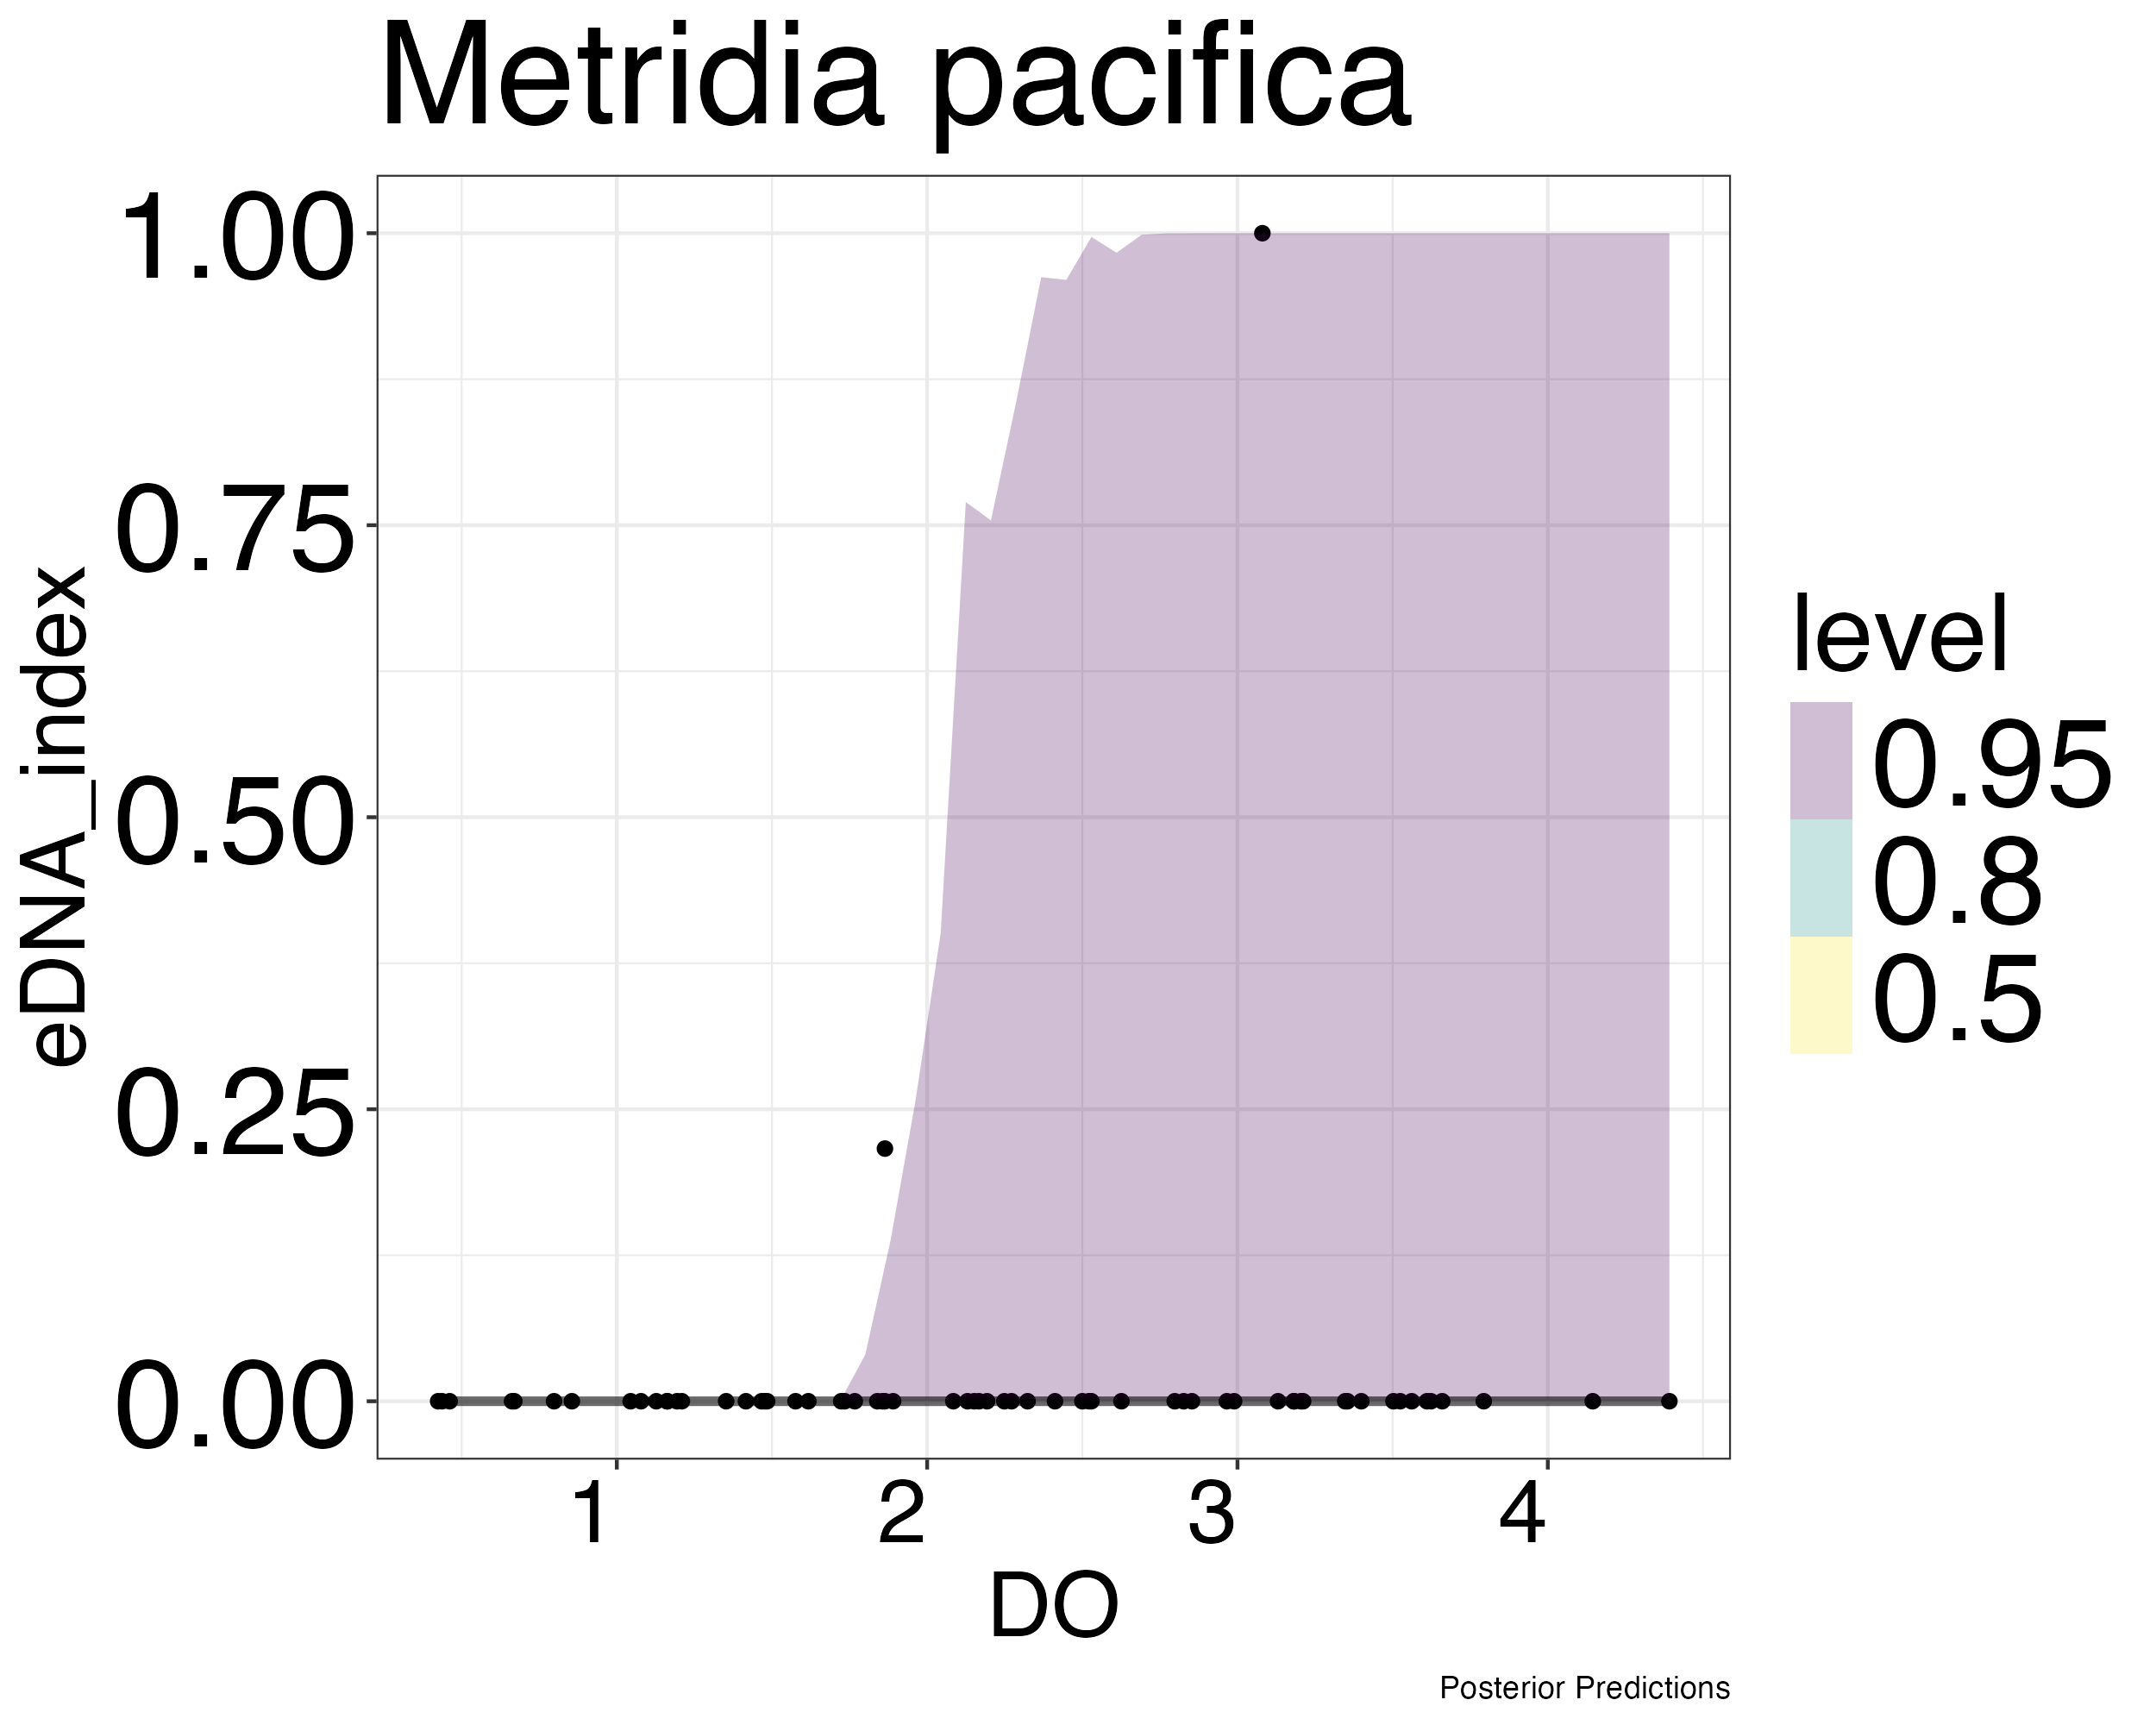 Metridia pacifica
1.00
0.75
0.50
0.25
0.00
eDNA_index
1 2 3 4
DO
level
0.95
0.8
0.5
Posterior Predictions